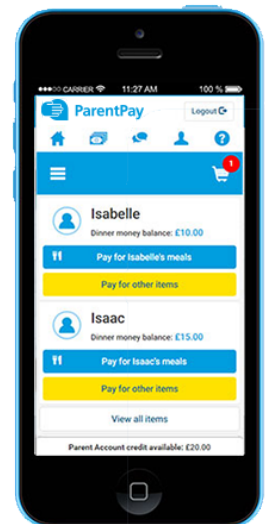 CARRIER 11:27 AM 100 %
ParentPay Logout
?
1
Isabelle
Dinner money balance: £10.00
Pay for Isabelle's meals
Pay for other items
Isaac
Dinner money balance: £15.00
Pay for Isaac's meals
Pay for other items
View all items
Parent Account credit available: £20.00